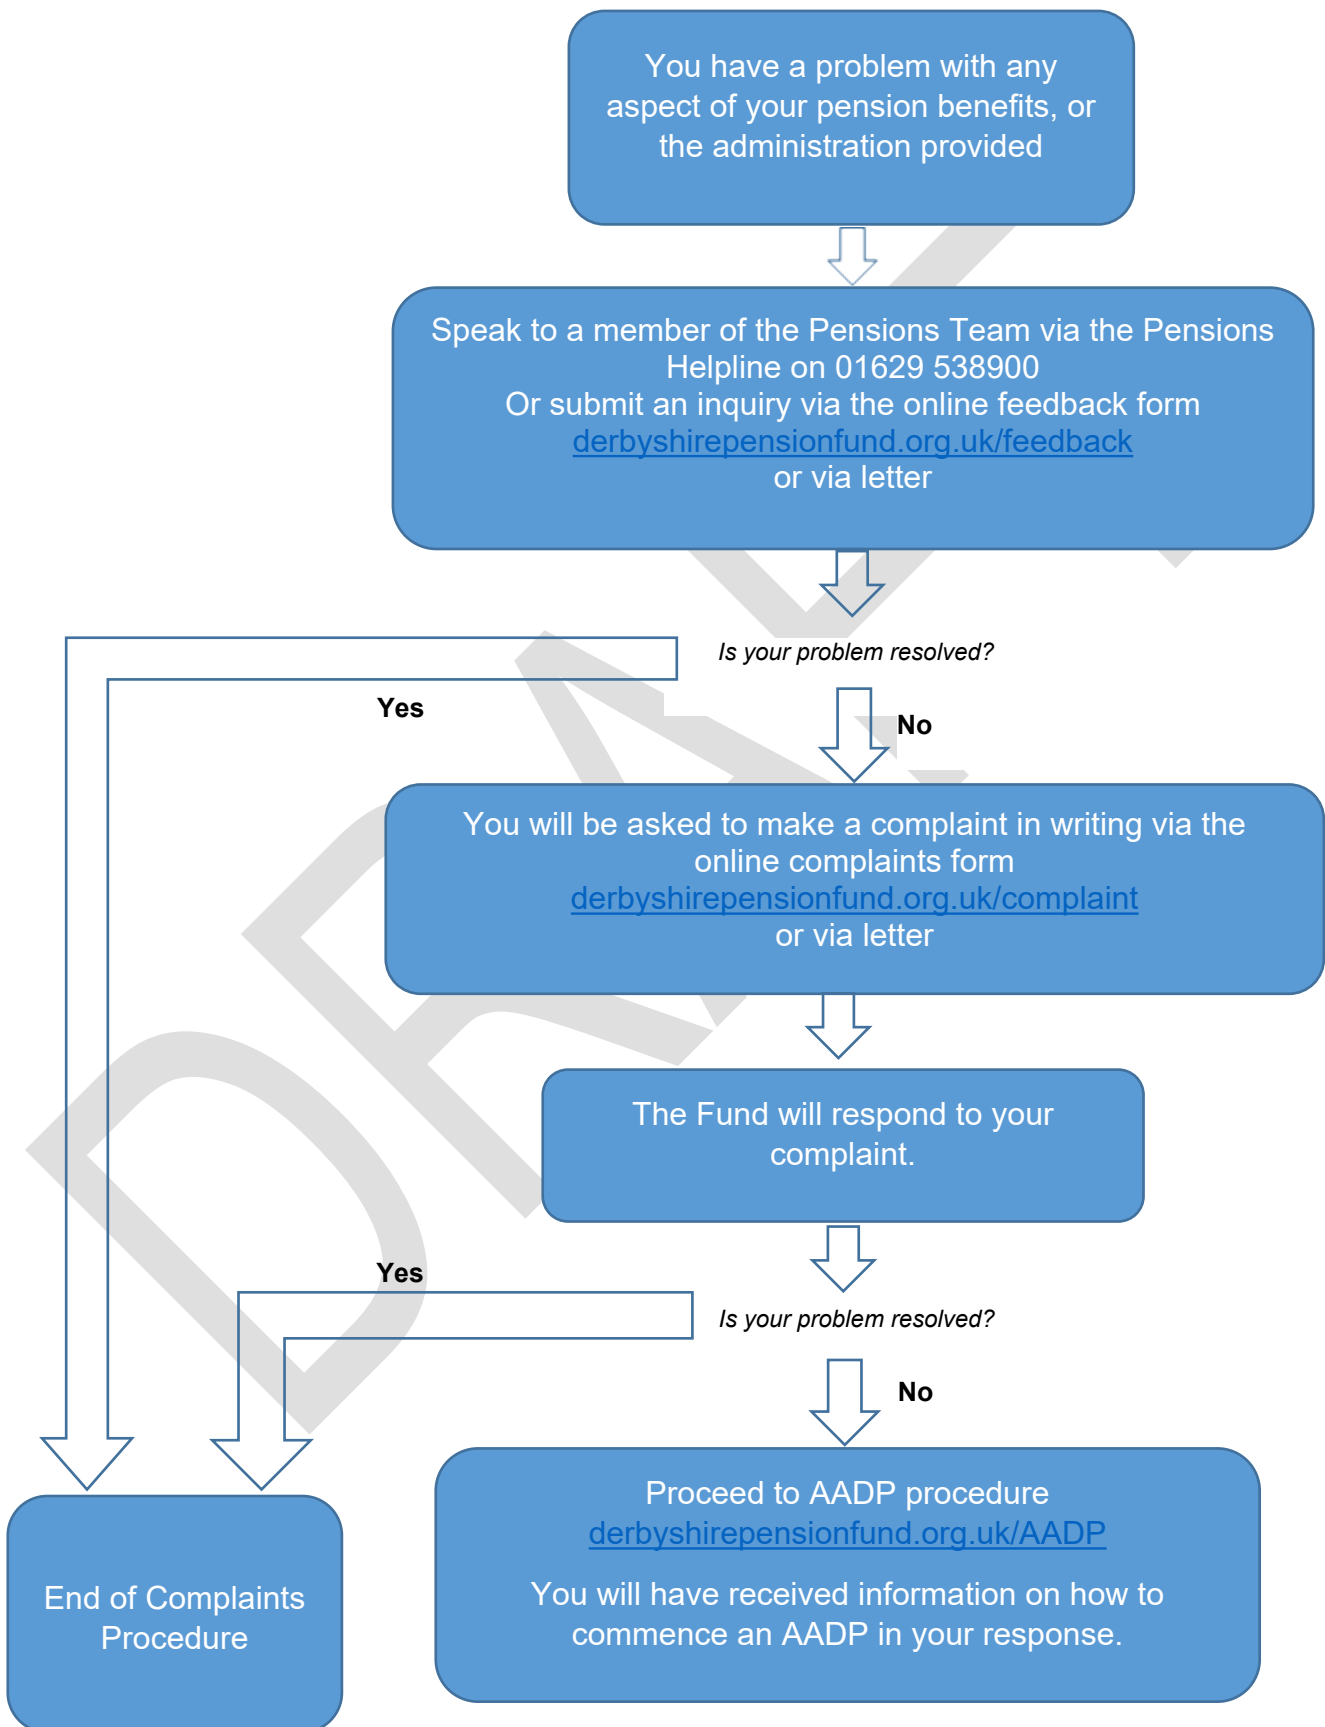 You have a problem with any
aspect of your pension benefits, or
the administration provided
Speak to a member of the Pensions Team via the Pensions
Helpline on 01629 538900
Or submit an inquiry via the online feedback form
derbyshirepensionfund.org.uk/feedback
or via letter
Is your problem resolved?
Yes
No
You will be asked to make a complaint in writing via the
online complaints form
derbyshirepensionfund.org.uk/complaint
or via letter
The Fund will respond to your
complaint.
Yes
Is your problem resolved?
No
Proceed to AADP procedure
derbyshirepensionfund.org.uk/AADP
You will have received information on how to
commence an AADP in your response.
End of Complaints
Procedure
DRAFT